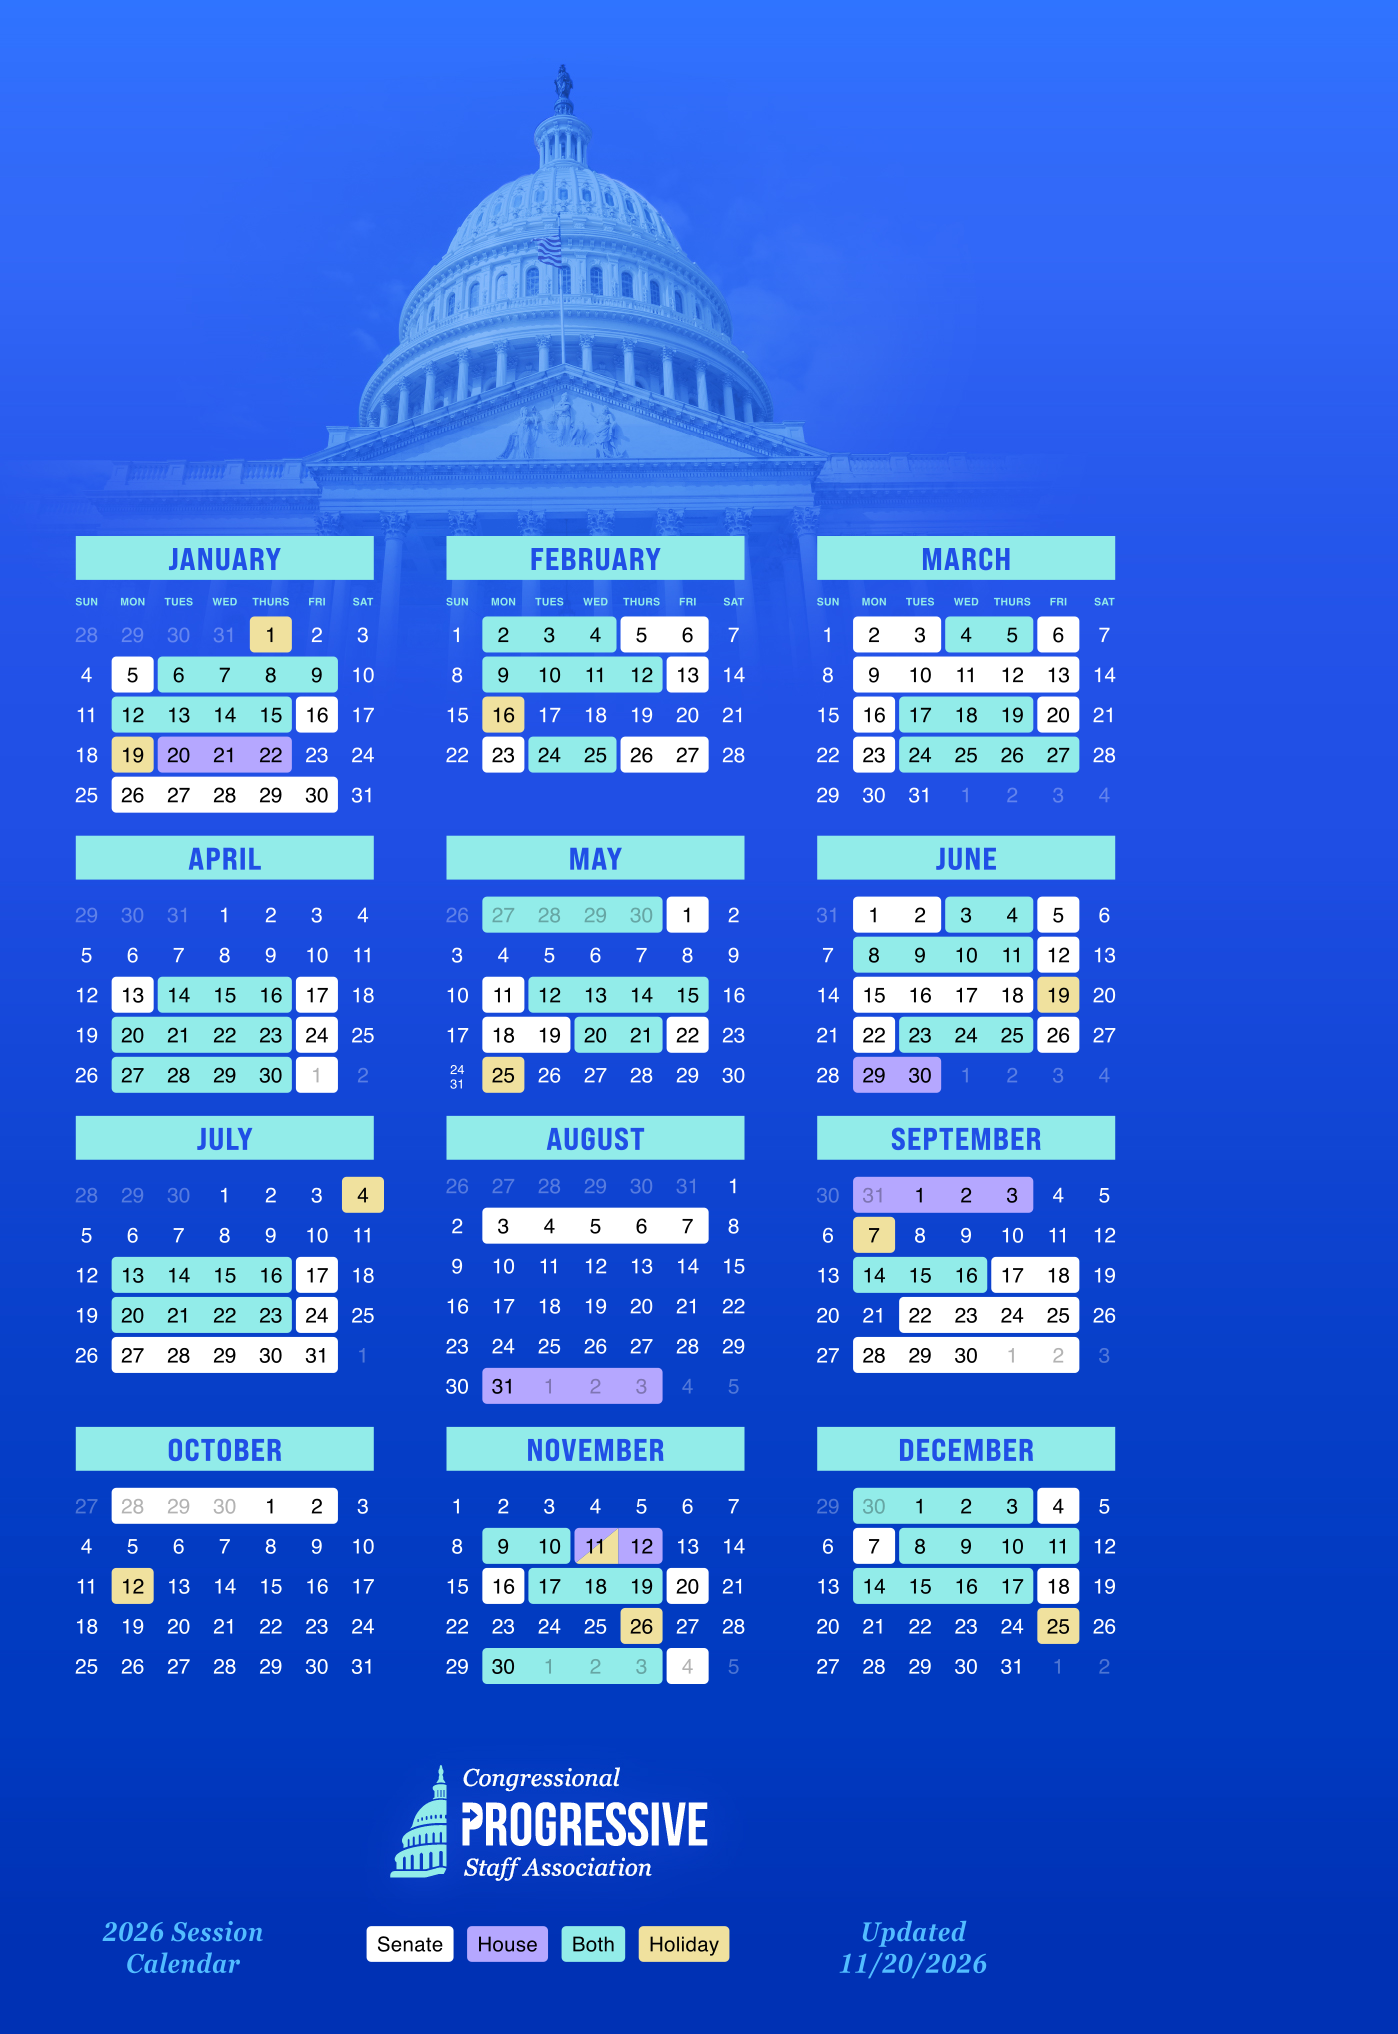 JANUARY
SUN MON TUES WED THURS FRI SAT
28 29 30 31 1 2 3
4 5 6 7 8 9 10
11 12 13 14 15 16 17
18 19 20 21 22 23 24
25 26 27 28 29 30 31
FEBRUARY
SUN MON TUES WED THURS FRI SAT
1 2 3 4 5 6 7
8 9 10 11 12 13 14
15 16 17 18 19 20 21
22 23 24 25 26 27 28
MARCH
SUN MON TUES WED THURS FRI SAT
1 2 3 4 5 6 7
8 9 10 11 12 13 14
15 16 17 18 19 20 21
22 23 24 25 26 27 28
29 30 31 1 2 3 4
APRIL
29 30 31 1 2 3 4
5 6 7 8 9 10 11
12 13 14 15 16 17 18
19 20 21 22 23 24 25
26 27 28 29 30 1 2
MAY
26 27 28 29 30 1 2
3 4 5 6 7 8 9
10 11 12 13 14 15 16
17 18 19 20 21 22 23
24 31 25 26 27 28 29 30
JUNE
31 1 2 3 4 5 6
7 8 9 10 11 12 13
14 15 16 17 18 19 20
21 22 23 24 25 26 27
28 29 30 1 2 3 4
JULY
28 29 30 1 2 3 4
5 6 7 8 9 10 11
12 13 14 15 16 17 18
19 20 21 22 23 24 25
26 27 28 29 30 31 1
AUGUST
26 27 28 29 30 31 1
2 3 4 5 6 7 8
9 10 11 12 13 14 15
16 17 18 19 20 21 22
23 24 25 26 27 28 29
30 31 1 2 3 4 5
SEPTEMBER
30 31 1 2 3 4 5
6 7 8 9 10 11 12
13 14 15 16 17 18 19
20 21 22 23 24 25 26
27 28 29 30 1 2 3
OCTOBER
27 28 29 30 1 2 3
4 5 6 7 8 9 10
11 12 13 14 15 16 17
18 19 20 21 22 23 24
25 26 27 28 29 30 31
NOVEMBER
1 2 3 4 5 6 7
8 9 10 11 12 13 14
15 16 17 18 19 20 21
22 23 24 25 26 27 28
29 30 1 2 3 4 5
DECEMBER
29 30 1 2 3 4 5
6 7 8 9 10 11 12
13 14 15 16 17 18 19
20 21 22 23 24 25 26
27 28 29 30 31 1 2
Congressional
PROGRESSIVE
Staff Association
2026 Session
Calendar
Senate House Both Holiday
Updated
11/20/2026